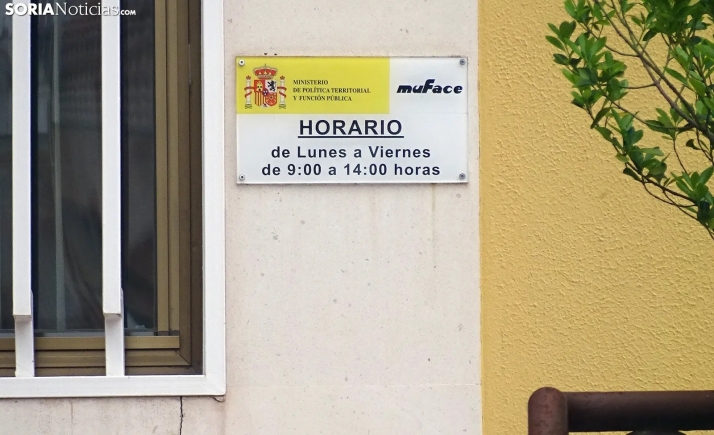 SORIANoticias.com
MINISTERIO
DE POLÍTICA TERRITORIAL
Y FUNCIÓN PÚBLICA
muface
HORARIO
de Lunes a Viernes
de 9:00 a 14:00 horas